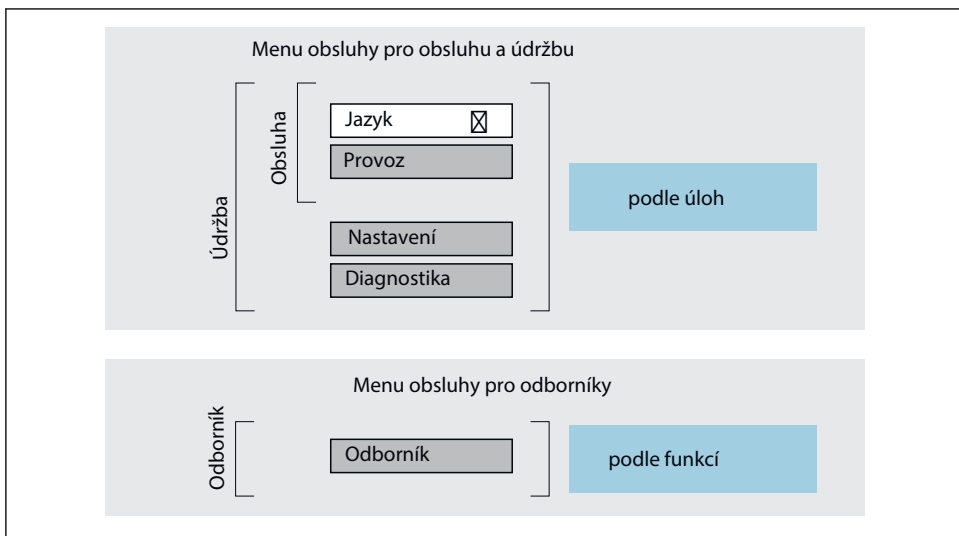 Menu obsluhy pro obsluhu a údržbu
Údržba
Obsluha
Jazyk
Provoz
Nastavení
Diagnostika
podle úloh
Menu obsluhy pro odborníky
Odborník
Odborník
podle funkcí